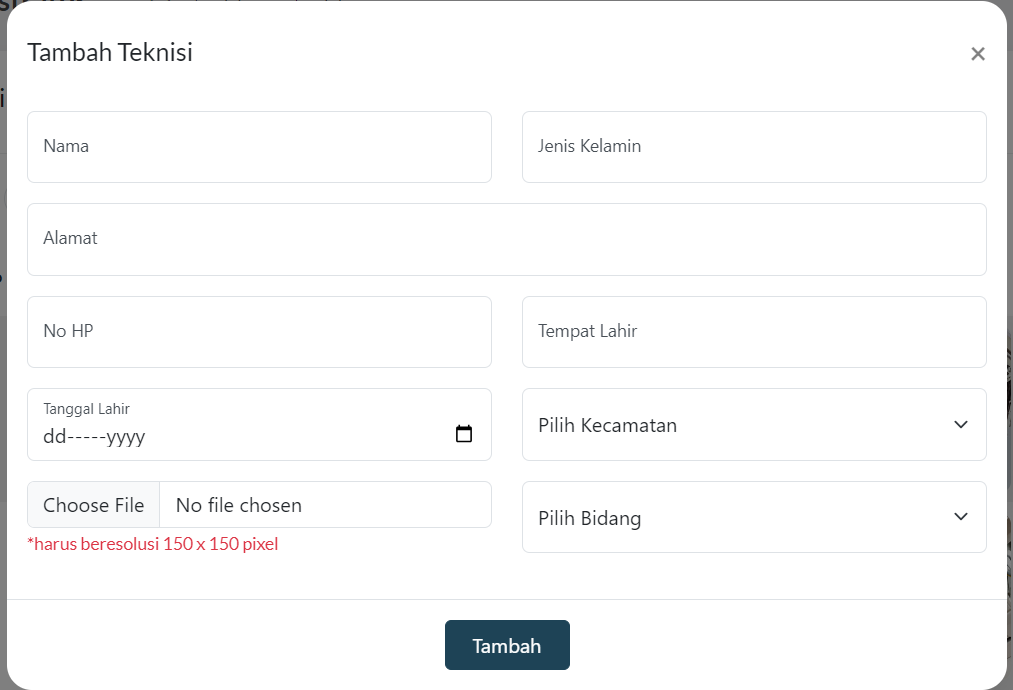 Tambah Teknisi
Nama
Jenis Kelamin
Alamat
No HP
Tempat Lahir
Tanggal Lahir
dd-----yyyy
Pilih Kecamatan
Choose File No file chosen
Pilih Bidang
*harus beresolusi 150 x 150 pixel
Tambah